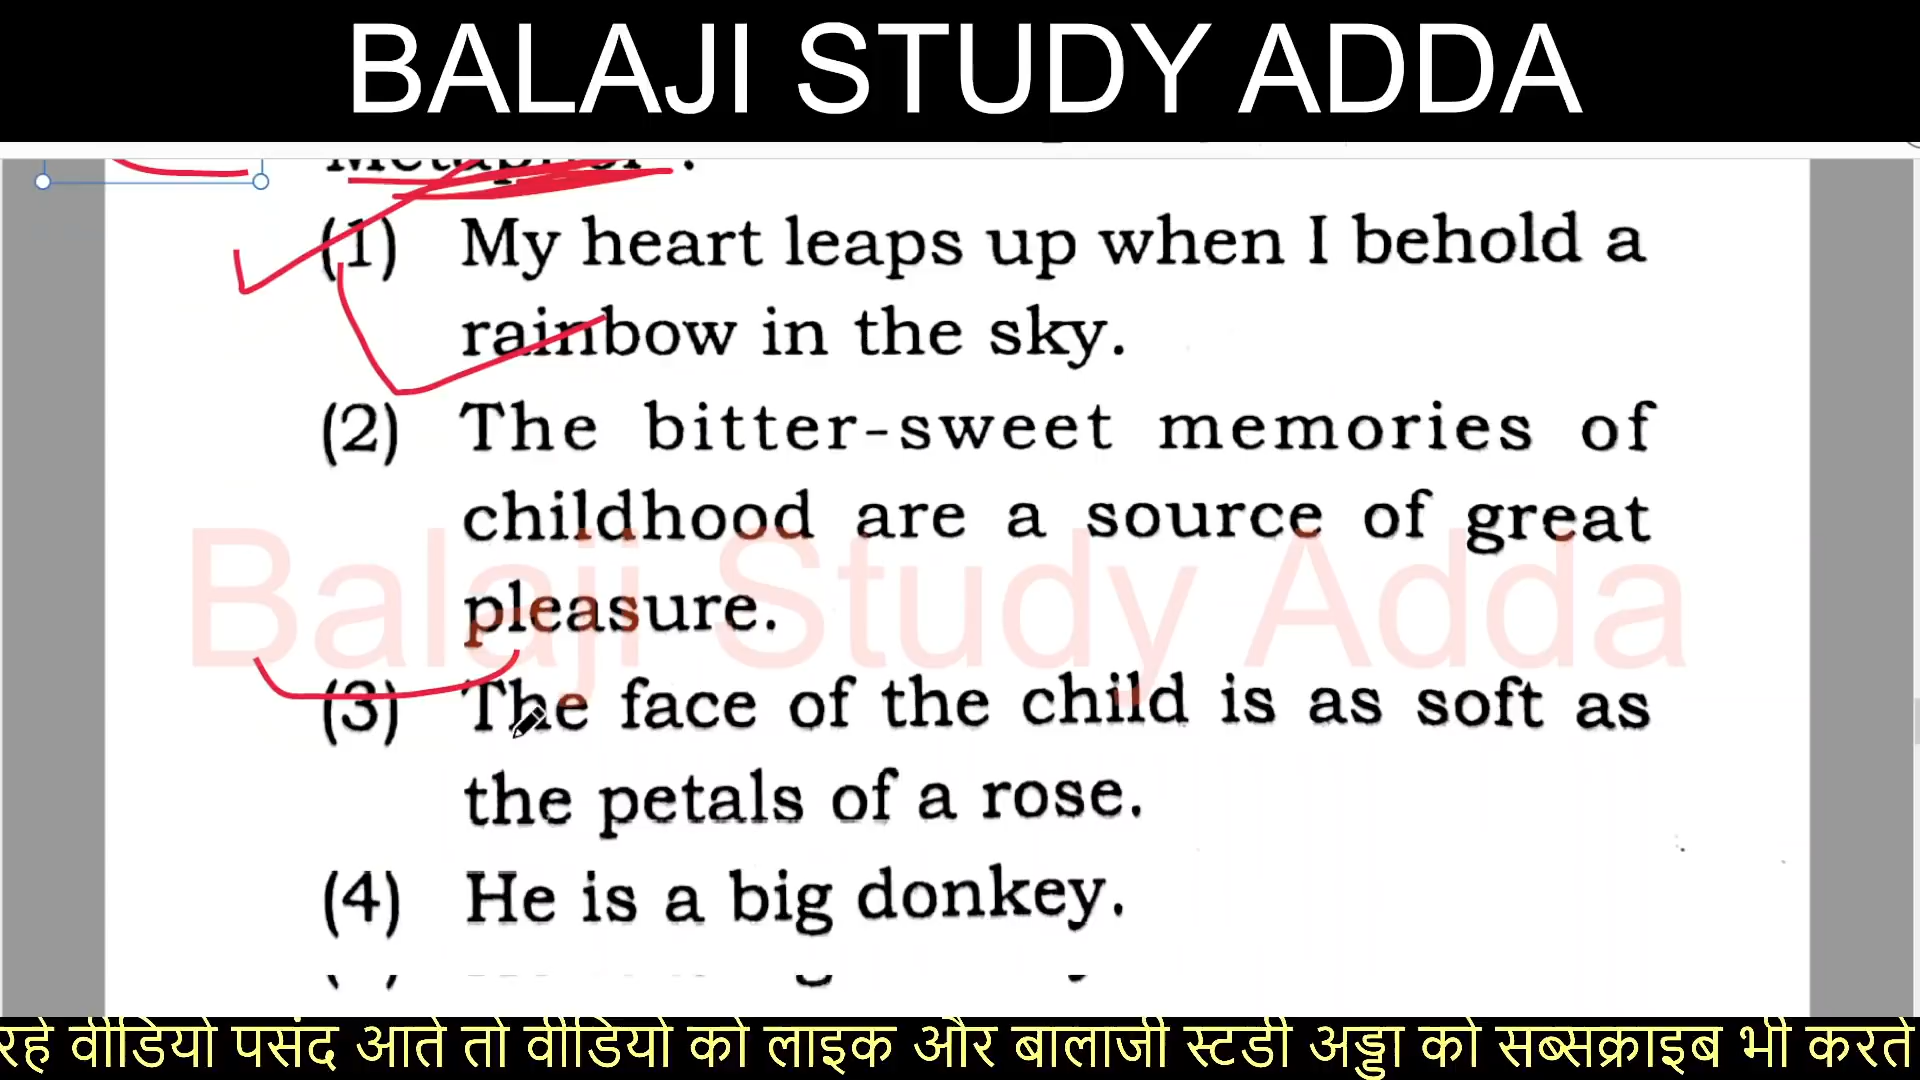 BALAJI STUDY ADDA
Metaphor :
(1) My heart leaps up when I behold a
rainbow in the sky.
(2) The bitter-sweet memories of
childhood are a source of great
pleasure.
Balaji Study Adda
(3) The face of the child is as soft as
the petals of a rose.
(4) He is a big donkey.
रहे वीडियो पसंद आते तो वीडियो को लाइक और बालाजी स्टडी अड्डा को सब्सक्राइब भी करते